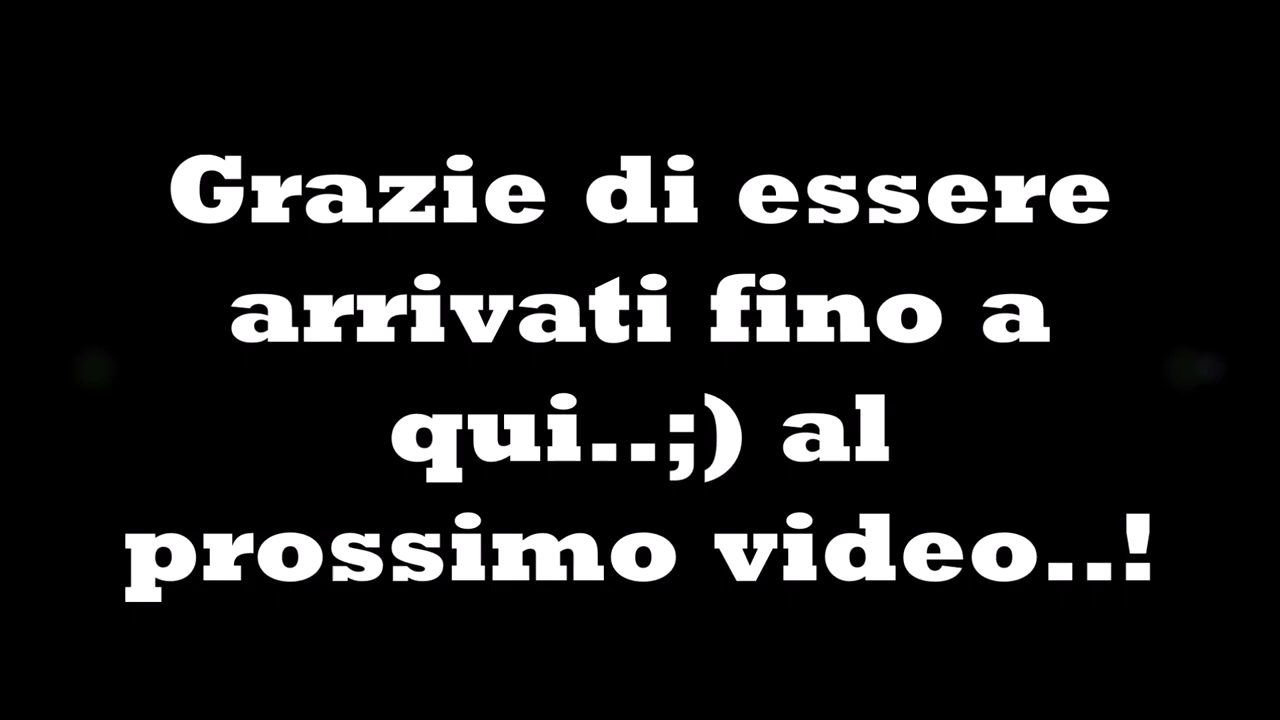 Grazie di essere
arrivati fino a
qui..;) al
prossimo video..!